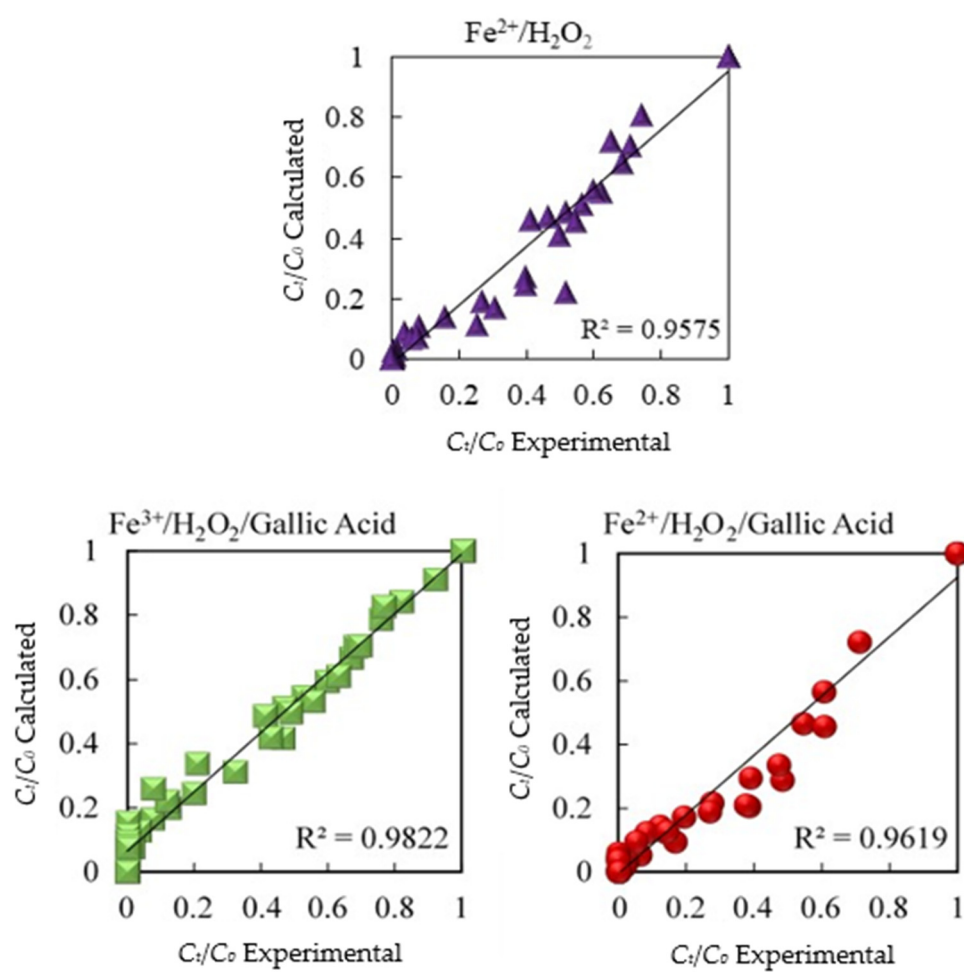 Fe²⁺/H₂O₂
1
0.8
0.6
0.4
0.2
0
Cₜ/C₀ Calculated
R² = 0.9575
0 0.2 0.4 0.6 0.8 1
Cₜ/C₀ Experimental
Fe³⁺/H₂O₂/Gallic Acid
1
0.8
0.6
0.4
0.2
0
Cₜ/C₀ Calculated
R² = 0.9822
0 0.2 0.4 0.6 0.8 1
Cₜ/C₀ Experimental
Fe²⁺/H₂O₂/Gallic Acid
1
0.8
0.6
0.4
0.2
0
Cₜ/C₀ Calculated
R² = 0.9619
0 0.2 0.4 0.6 0.8 1
Cₜ/C₀ Experimental